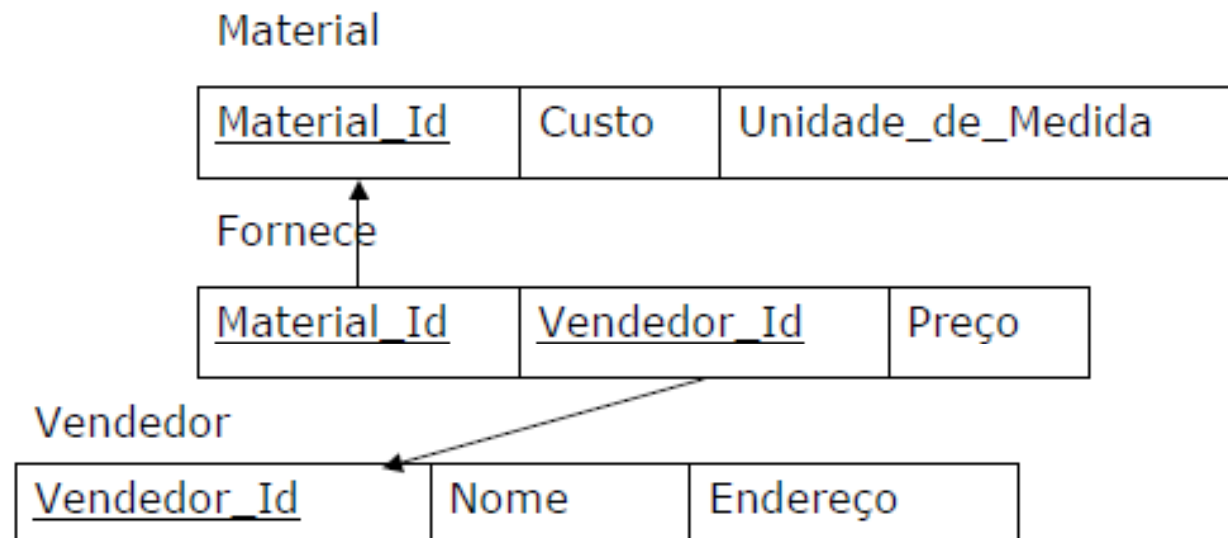 Material
Material_Id Custo Unidade_de_Medida
Fornece
Material_Id Vendedor_Id Preço
Vendedor
Vendedor_Id Nome Endereço